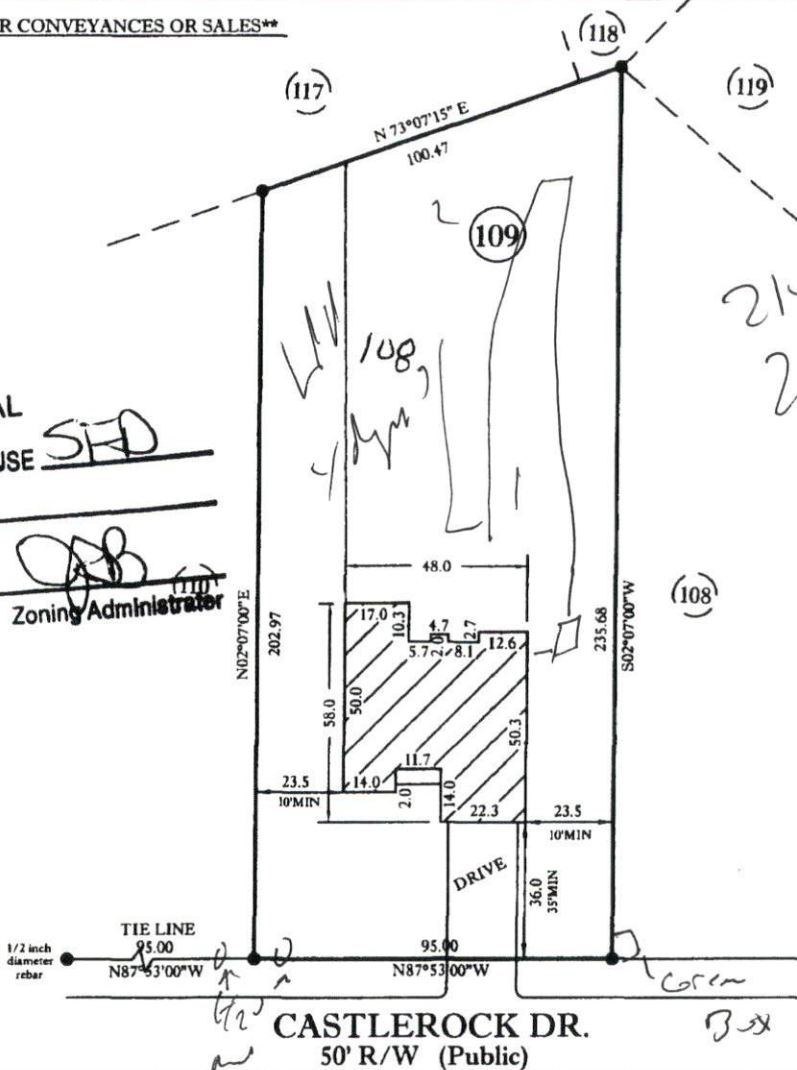 R CONVEYANCES OR SALES**
(118)
(117)
(119)
N 73°07'15" E
100.47
2
109
108
AL
USE SFD
(110)
Zoning Administrator
48.0
17.0
10.3
4.7
2.7
5.7
2.0
8.1
12.6
(108)
N02°07'00"E
202.97
235.68
S02°07'00"W
58.0
50.0
50.3
11.7
23.5
14.0
2.0
14.0
22.3
23.5
10'MIN
10'MIN
DRIVE
36.0
35'MIN
1/2 inch
diameter
rebar
TIE LINE
95.00
N87°53'00"W
95.00
N87°53'00"W
CASTLEROCK DR.
50' R/W (Public)